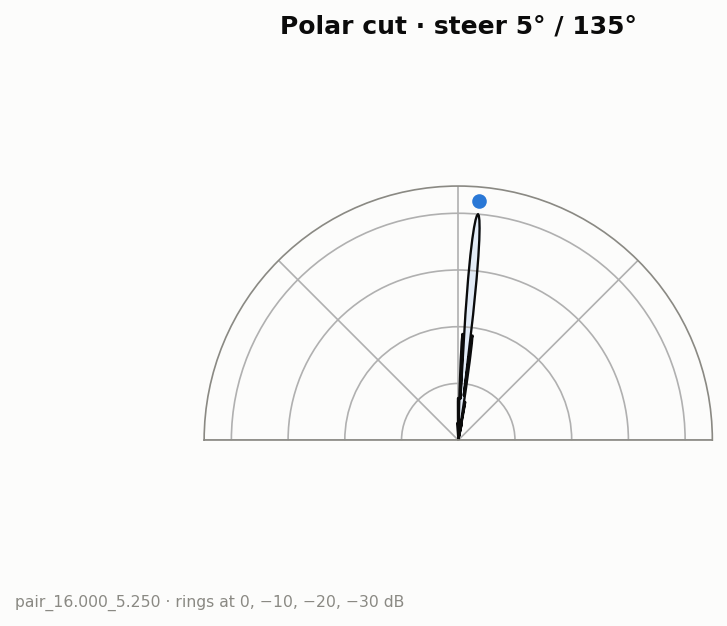 Polar cut · steer 5° / 135°
pair_16.000_5.250 · rings at 0, −10, −20, −30 dB